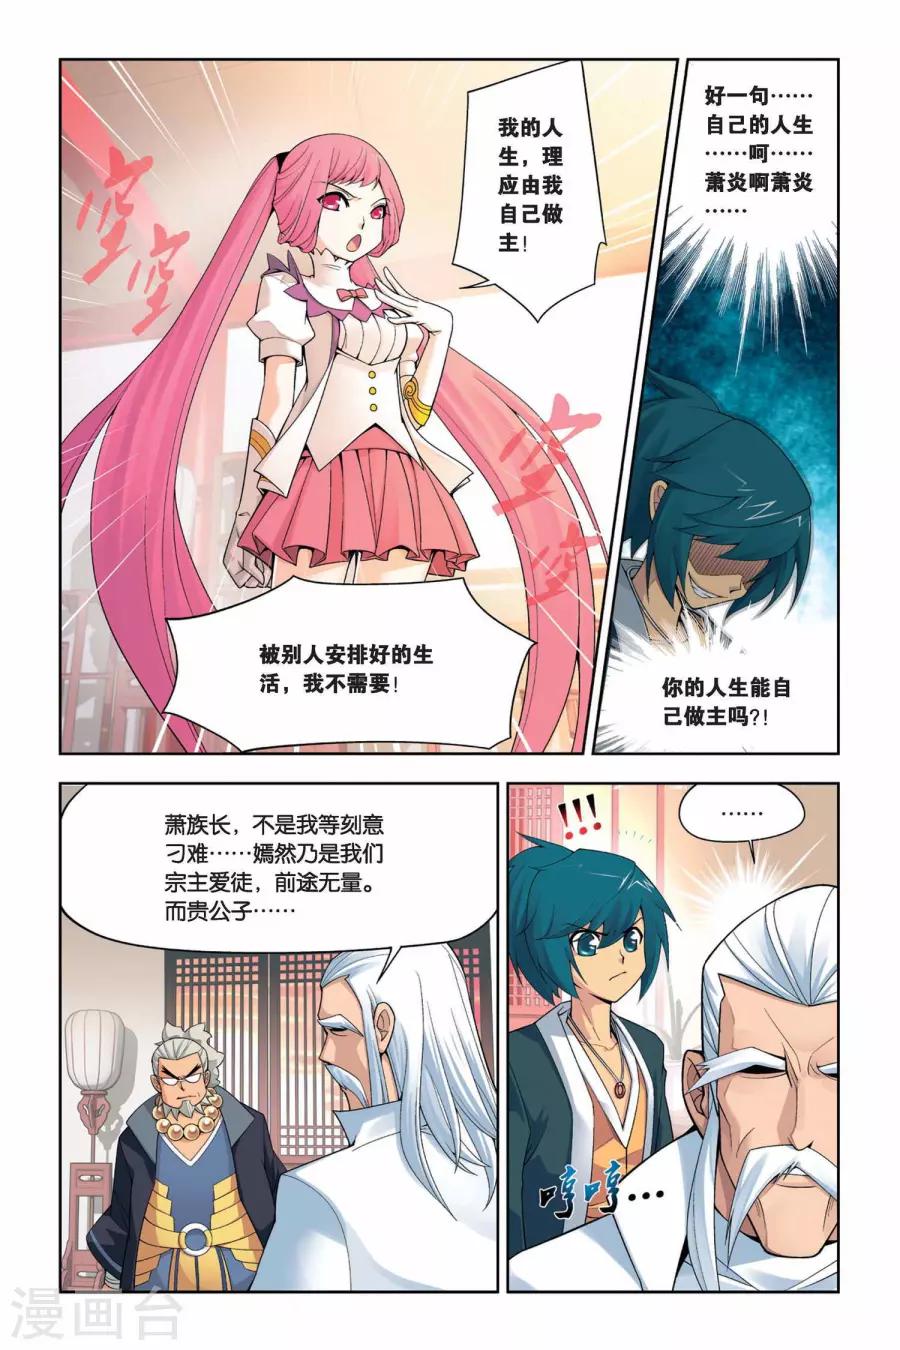 我的人
生，理
应由我
自己做
主！
空空
空空
被别人安排好的生
活，我不需要！
好一句……
自己的人生
……呵……
萧炎啊萧炎
……
你的人生能自
己做主吗？！
萧族长，不是我等刻意
刁难……嫣然乃是我们
宗主爱徒，前途无量。
而贵公子……
!!!
……
哼哼…
漫画台